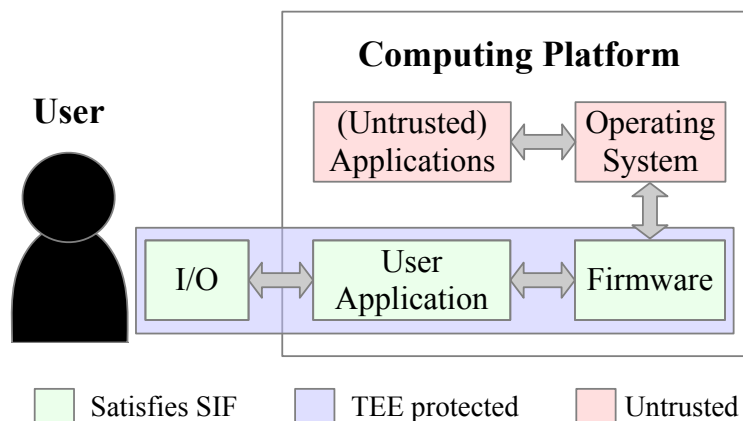 Computing Platform
User
(Untrusted)
Applications
Operating
System
I/O
User
Application
Firmware
Satisfies SIF
TEE protected
Untrusted